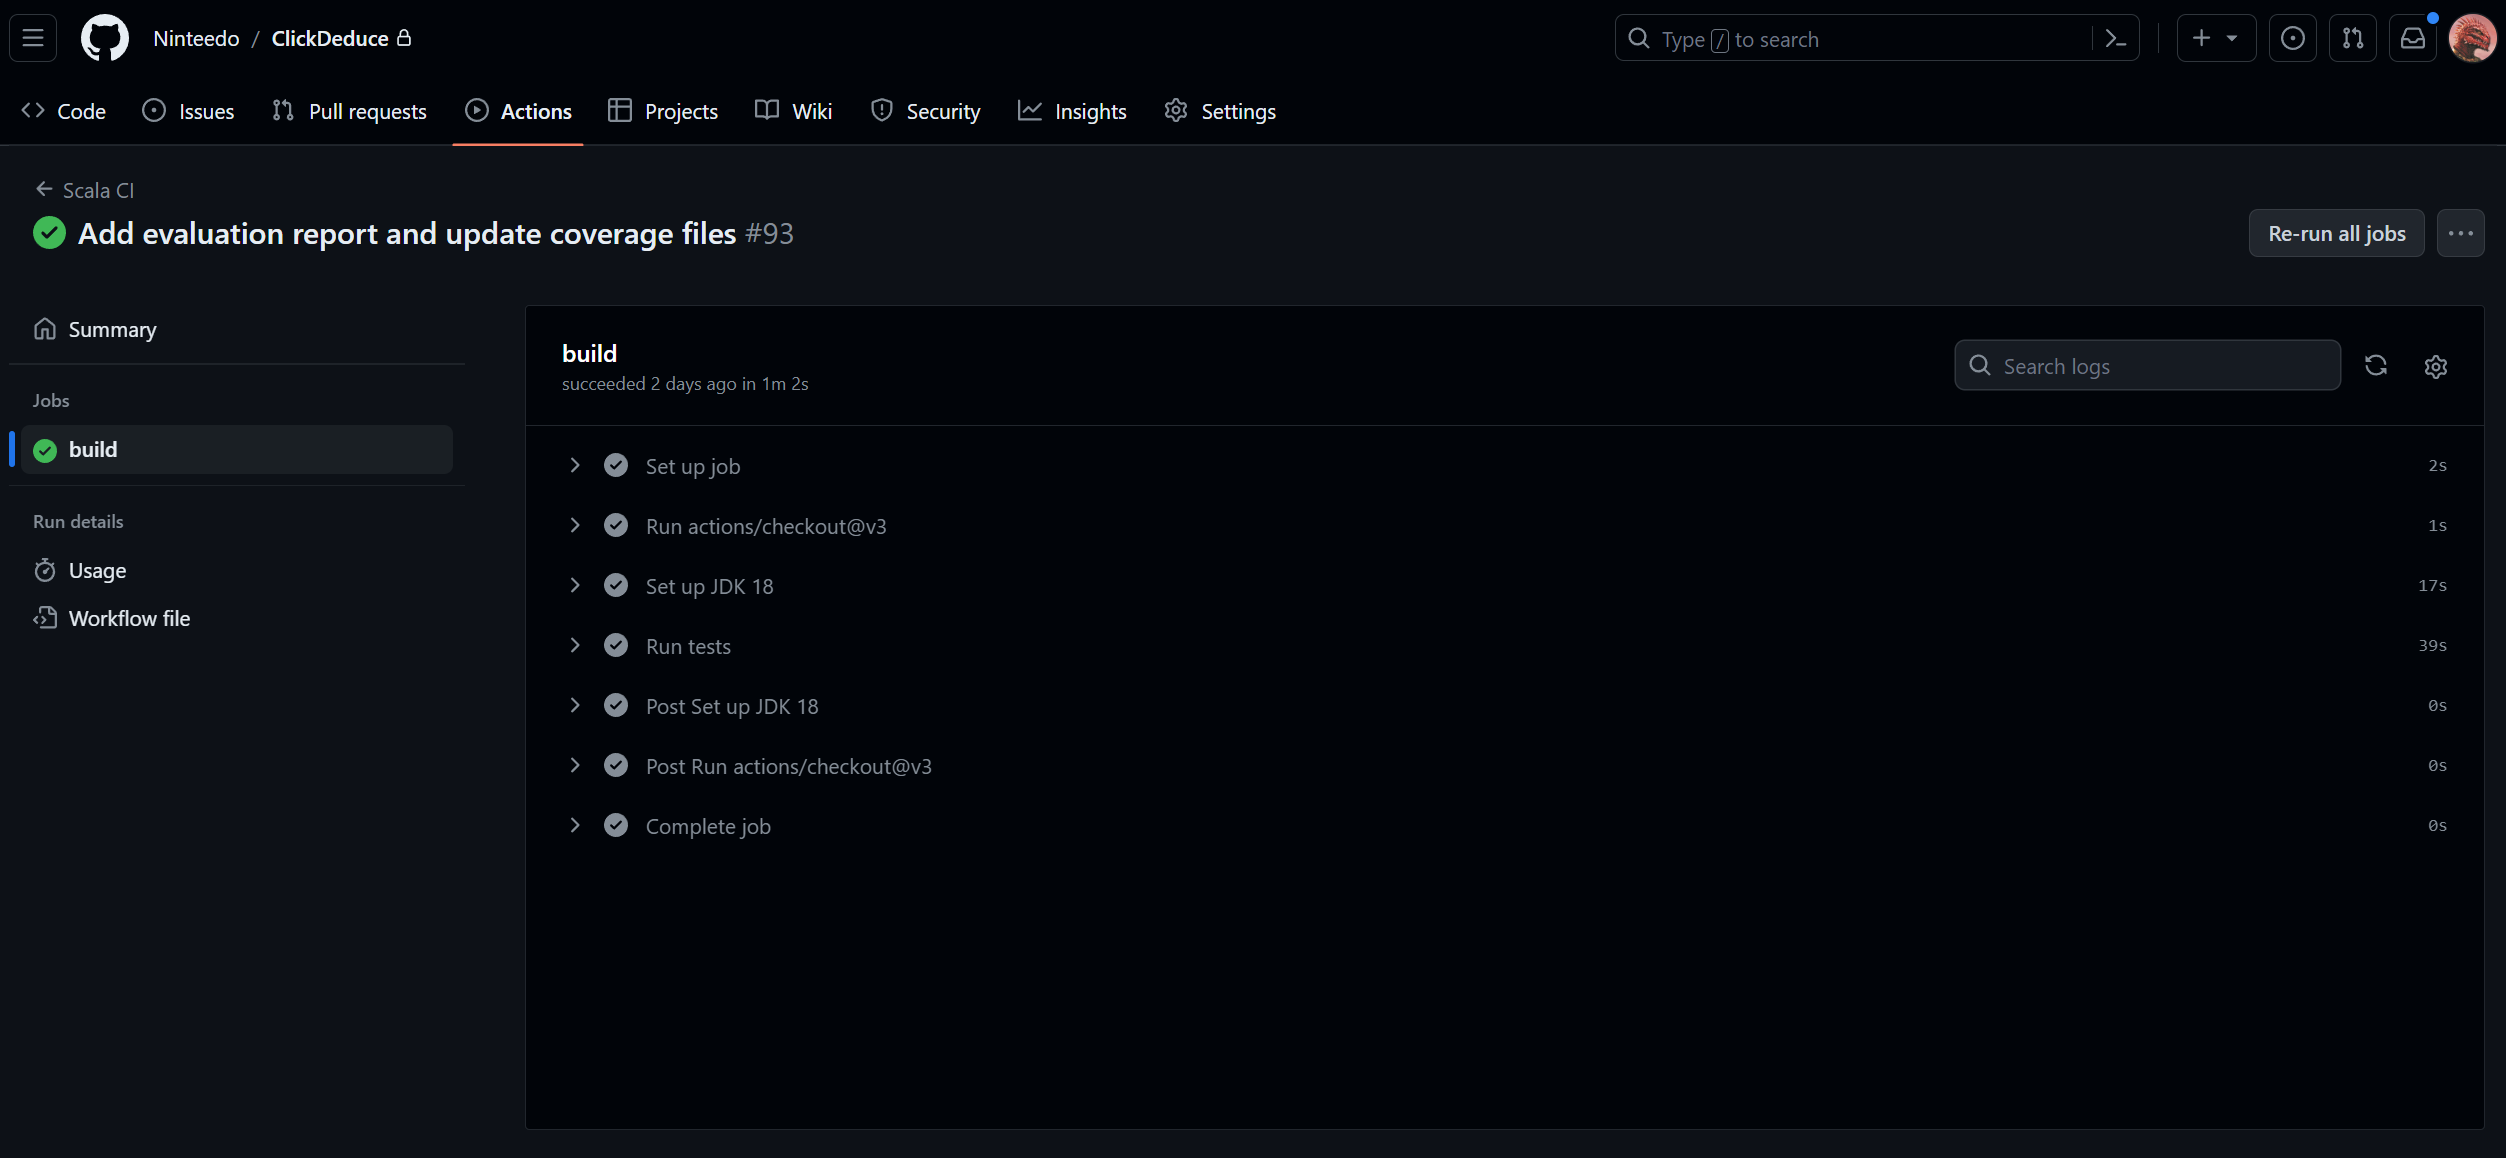 Ninteedo / ClickDeduce
Type / to search
Code Issues Pull requests Actions Projects Wiki Security Insights Settings
Scala CI
Add evaluation report and update coverage files #93
Re-run all jobs
Summary
Jobs
build
Run details
Usage
Workflow file
build
succeeded 2 days ago in 1m 2s
Search logs
Set up job 2s
Run actions/checkout@v3 1s
Set up JDK 18 17s
Run tests 39s
Post Set up JDK 18 0s
Post Run actions/checkout@v3 0s
Complete job 0s